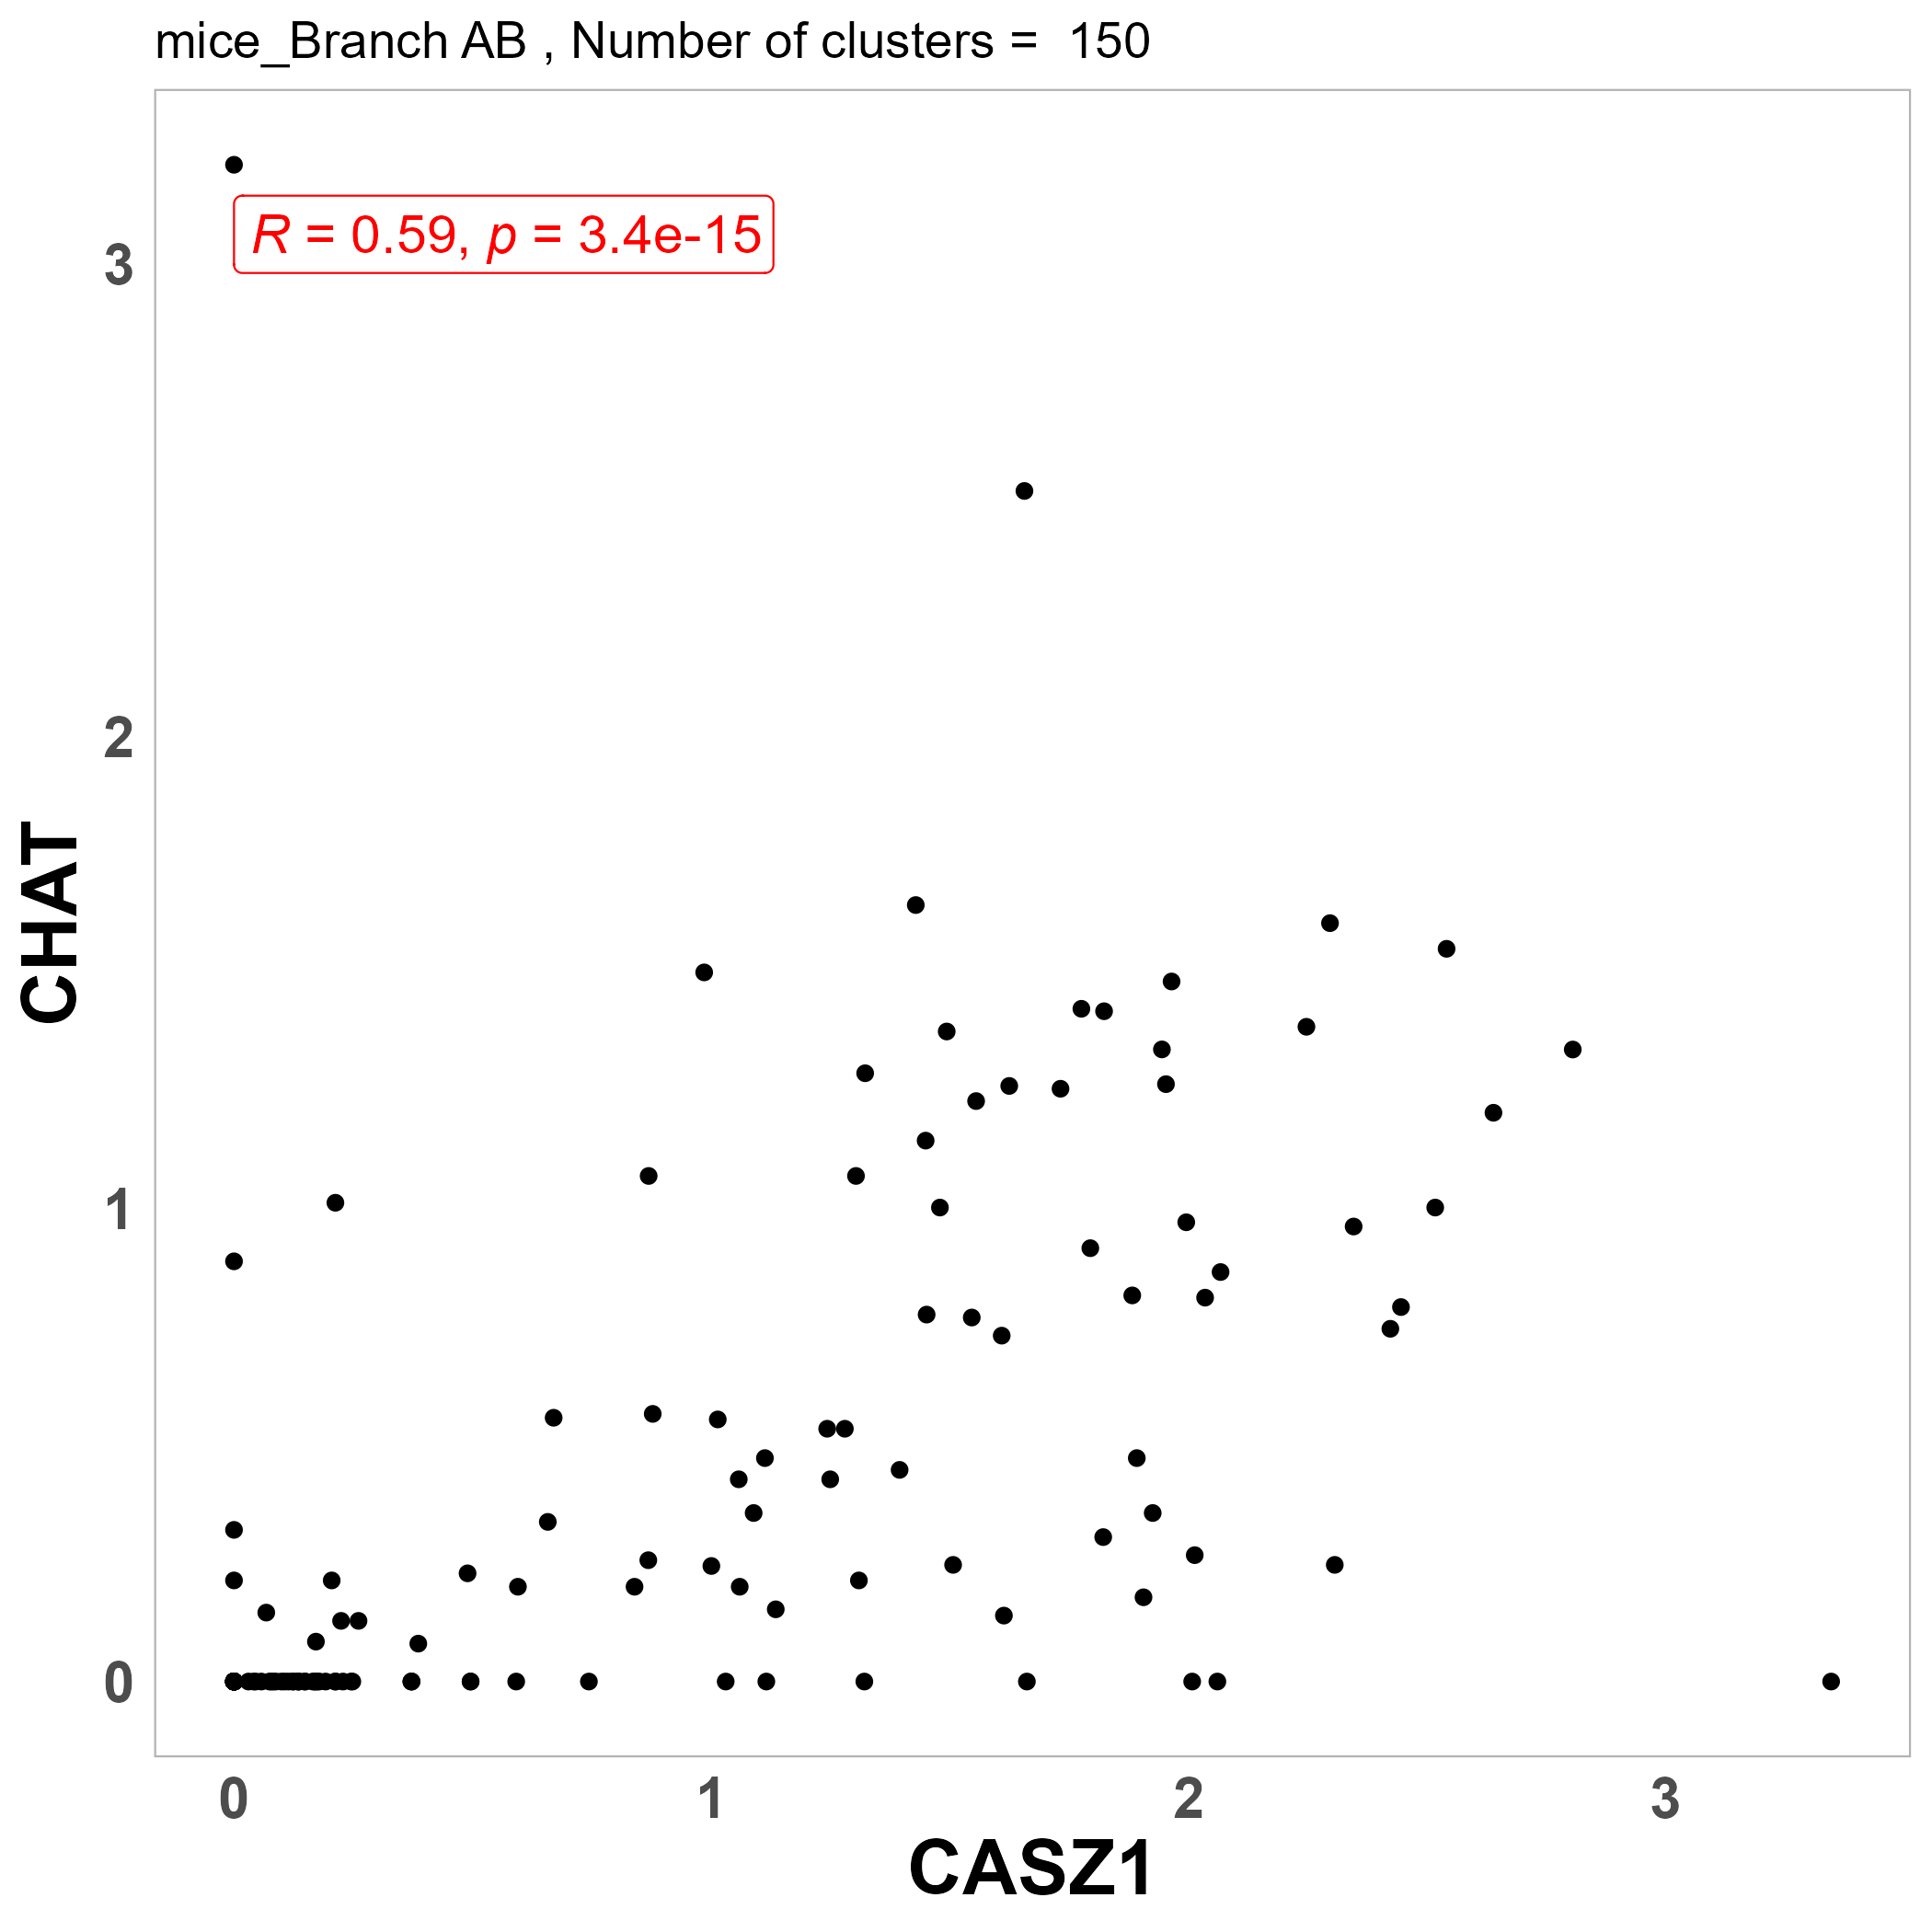 mice_Branch AB , Number of clusters =  150
R = 0.59, p = 3.4e-15
3
2
1
0
CHAT
0 1 2 3
CASZ1